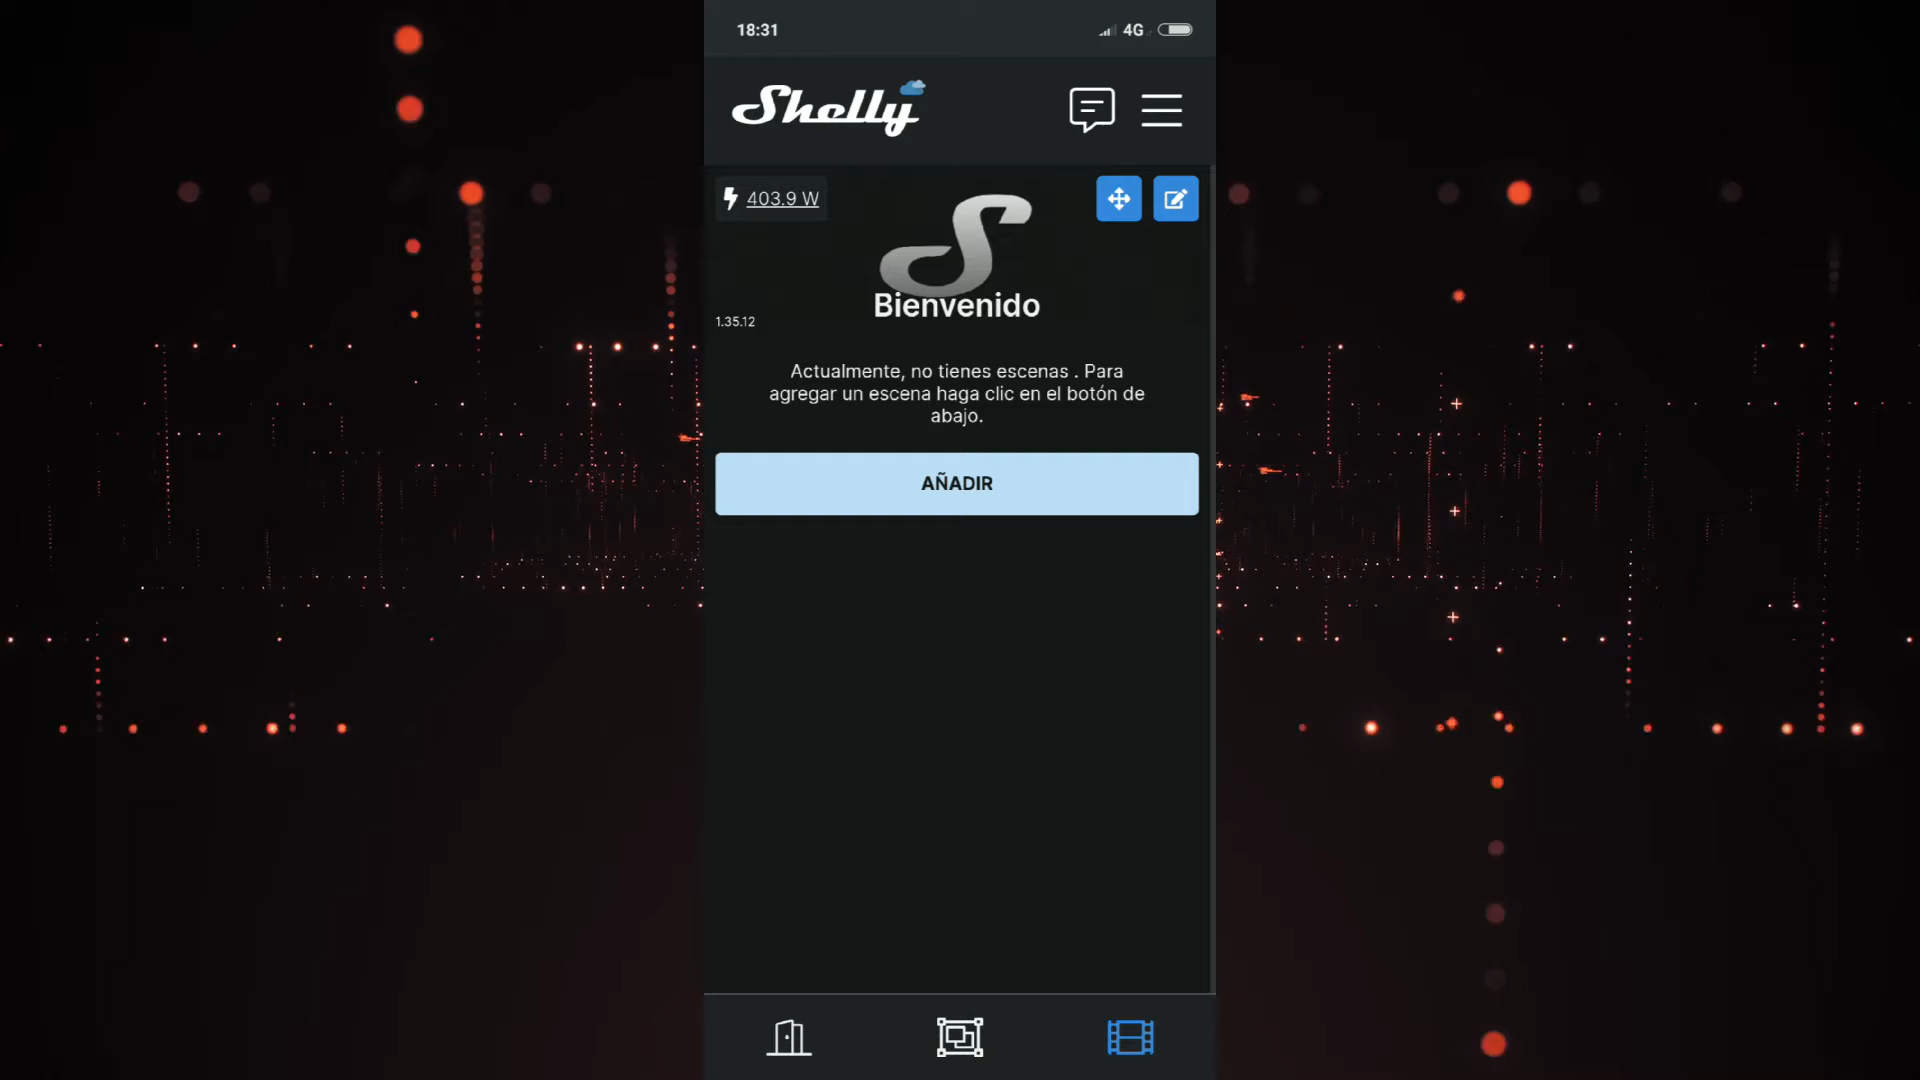 18:31
4G
Shelly
403.9 W
S
Bienvenido
1.35.12
Actualmente, no tienes escenas . Para
agregar un escena haga clic en el botón de
abajo.
AÑADIR